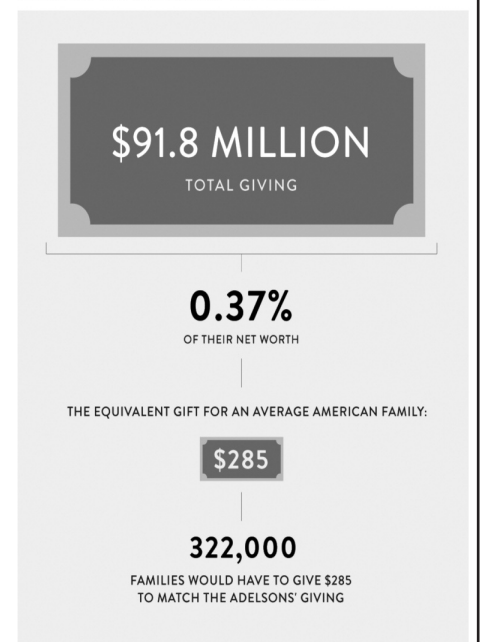 $91.8 MILLION
TOTAL GIVING
0.37%
OF THEIR NET WORTH
THE EQUIVALENT GIFT FOR AN AVERAGE AMERICAN FAMILY:
$285
322,000
FAMILIES WOULD HAVE TO GIVE $285
TO MATCH THE ADELSONS' GIVING